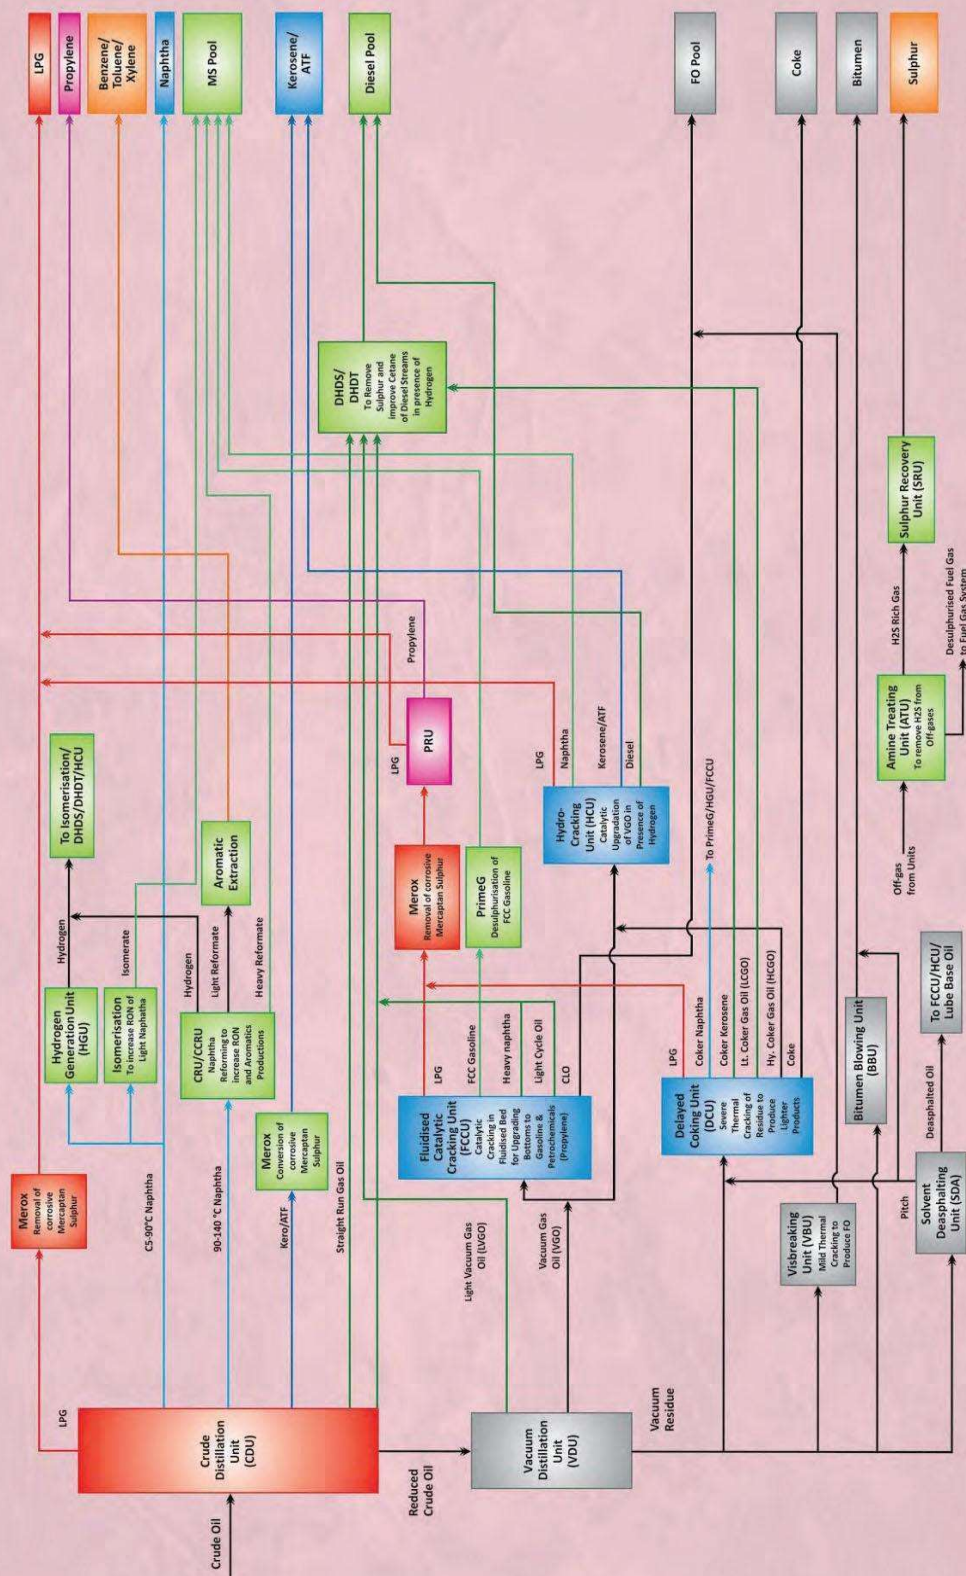 Crude Oil
Crude
Distillation
Unit
(CDU)
LPG
C5-90°C Naphtha
90-140 °C Naphtha
Kero/ATF
Straight Run Gas Oil
Reduced
Crude Oil
Vacuum
Distillation
Unit
(VDU)
Light Vacuum Gas
Oil (LVGO)
Vacuum Gas
Oil (VGO)
Vacuum
Residue
Merox
Removal of
corrosive
Mercaptan
Sulphur
Hydrogen
Generation Unit
(HGU)
Hydrogen
To Isomerisation/
DHDS/DHDT/HCU
Isomerisation
To increase RON of
Light Naphatha
Isomerate
CRU/CCRU
Naphtha
Reforming to
increase RON
and Aromatics
Productions
Hydrogen
Light Reformate
Heavy Reformate
Aromatic
Extraction
Merox
Conversion of
corrosive
Mercaptan
Sulphur
Fluidised
Catalytic
Cracking Unit
(FCCU)
Catalytic
Cracking in
Fluidised Bed
for Upgrading
Bottoms to
Gasoline &
Petrochemicals
(Propylene)
LPG
FCC Gasoline
Heavy naphtha
Light Cycle Oil
CLO
Merox
Removal of corrosive
Mercaptan Sulphur
PrimeG
Desulphurisation of
FCC Gasoline
PRU
LPG
Propylene
Hydro-
Cracking
Unit (HCU)
Catalytic
Upgradation
of VGO in
Presence of
Hydrogen
LPG
Naphtha
Kerosene/ATF
Diesel
DHDS/
DHDT
To Remove
Sulphur and
improve Cetane
of Diesel Streams
in presence of
Hydrogen
Delayed
Coking Unit
(DCU)
Severe
Thermal
Cracking of
Residue to
Produce
Lighter
Products
LPG
Coker Naphtha
Coker Kerosene
Lt. Coker Gas Oil (LCGO)
Hy. Coker Gas Oil (HCGO)
Coke
To PrimeG/HGU/FCCU
Visbreaking
Unit (VBU)
Mild Thermal
Cracking to
Produce FO
Bitumen Blowing Unit
(BBU)
Pitch
Solvent
Deasphalting
Unit (SDA)
Deasphalted Oil
To FCCU/HCU/
Lube Base Oil
Off-gas
from Units
Amine Treating
Unit (ATU)
To remove H2S from
Off-gases
H2S Rich Gas
Desulphurised Fuel Gas
to Fuel Gas System
Sulphur Recovery
Unit (SRU)
LPG
Propylene
Benzene/
Toluene/
Xylene
Naphtha
MS Pool
Kerosene/
ATF
Diesel Pool
FO Pool
Coke
Bitumen
Sulphur